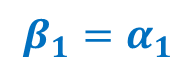 β₁ = α₁